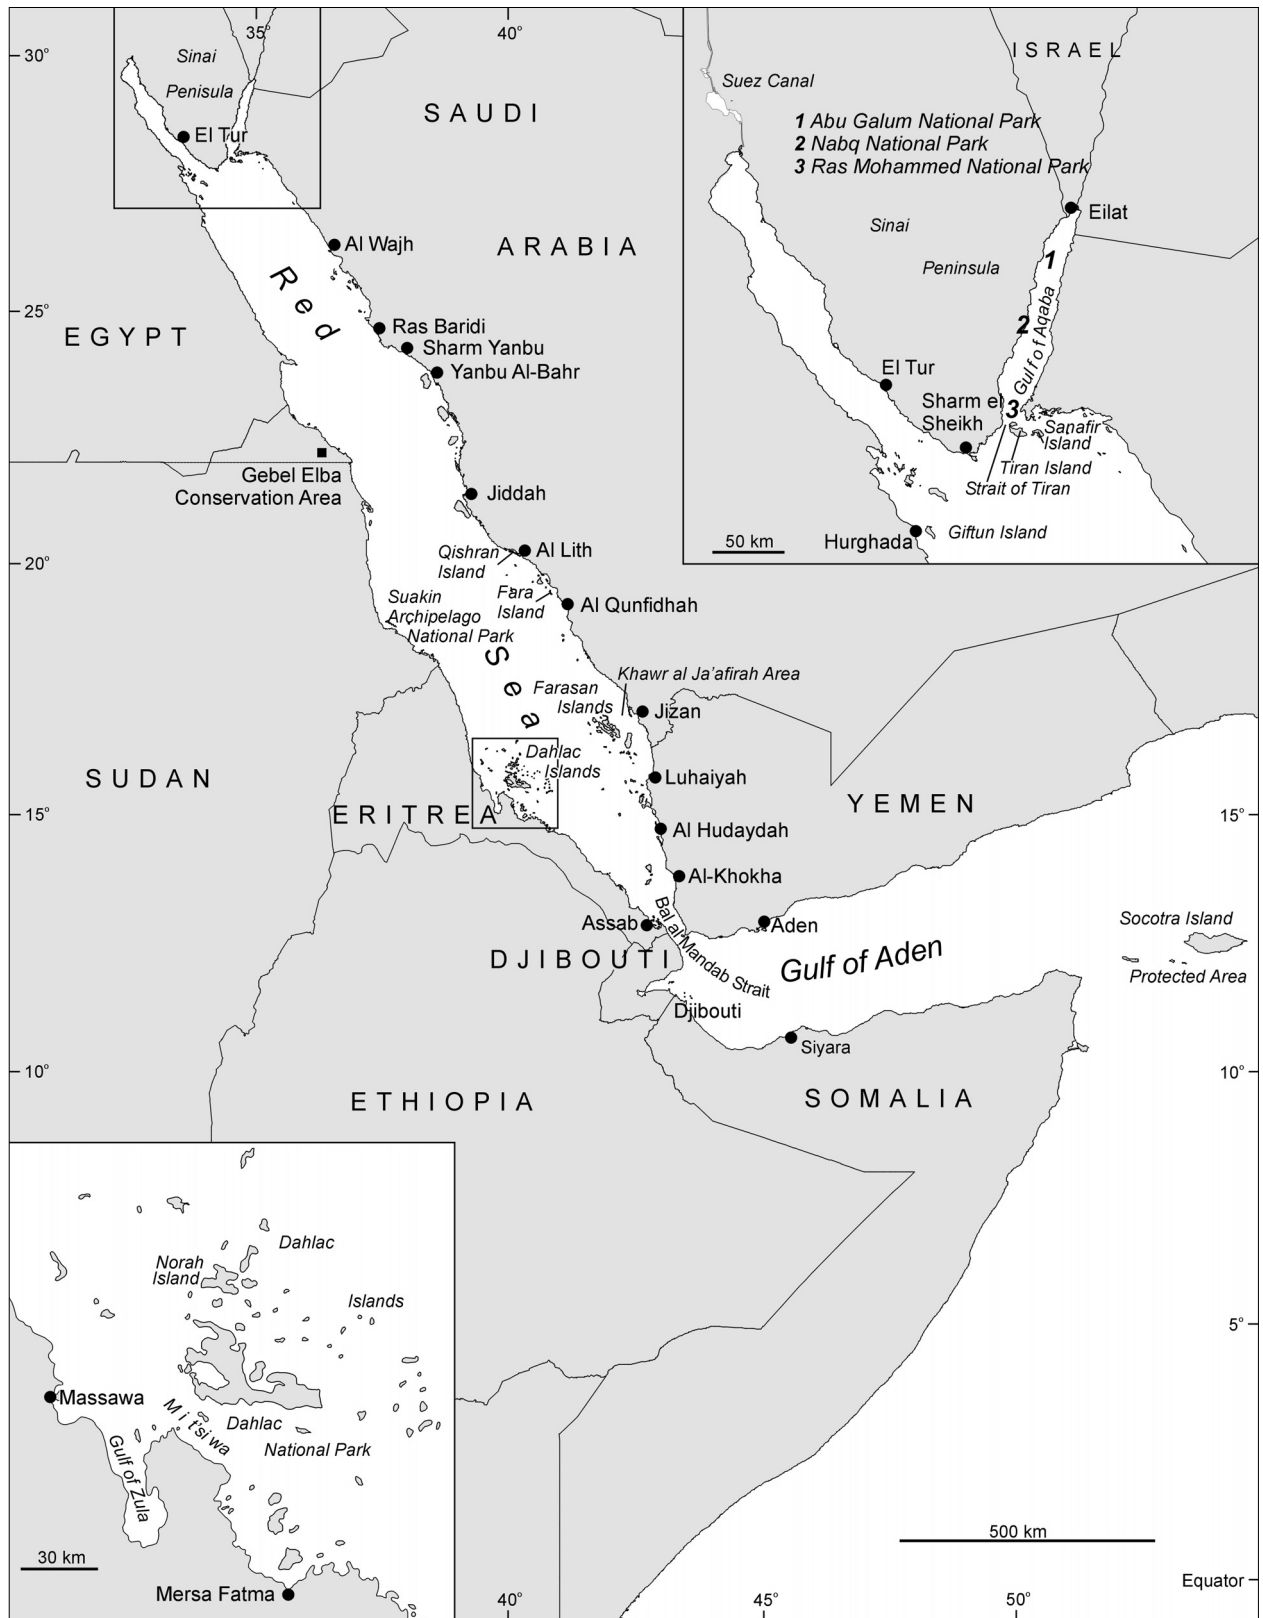 35°
40°
30°
Sinai
Penisula
El Tur
SAUDI
ARABIA
Al Wajh
Red
25°
EGYPT
Ras Baridi
Sharm Yanbu
Yanbu Al-Bahr
Gebel Elba
Conservation Area
Jiddah
20°
Qishran
Island
Al Lith
Suakin
Archipelago
National Park
Fara
Island
Al Qunfidhah
Sea
Khawr al Ja’afirah Area
Farasan
Islands
Jizan
Dahlac
Islands
SUDAN
Luhaiyah
ERITREA
YEMEN
15°
Al Hudaydah
Al-Khokha
Assab
Bal al Mandab Strait
Aden
Socotra Island
Protected Area
DJIBOUTI
Gulf of Aden
Djibouti
Siyara
10°
10°
ETHIOPIA
SOMALIA
5°
500 km
Equator
40°
45°
50°
ISRAEL
Suez Canal
1 Abu Galum National Park
2 Nabq National Park
3 Ras Mohammed National Park
Eilat
Sinai
Peninsula
1
2
Gulf of Aqaba
El Tur
Sharm el
Sheikh
3
Sanafir
Island
Tiran Island
Strait of Tiran
50 km
Hurghada
Giftun Island
15°
Dahlac
Norah
Island
Islands
Massawa
Mit'siwa
Dahlac
National Park
Gulf of Zula
30 km
Mersa Fatma